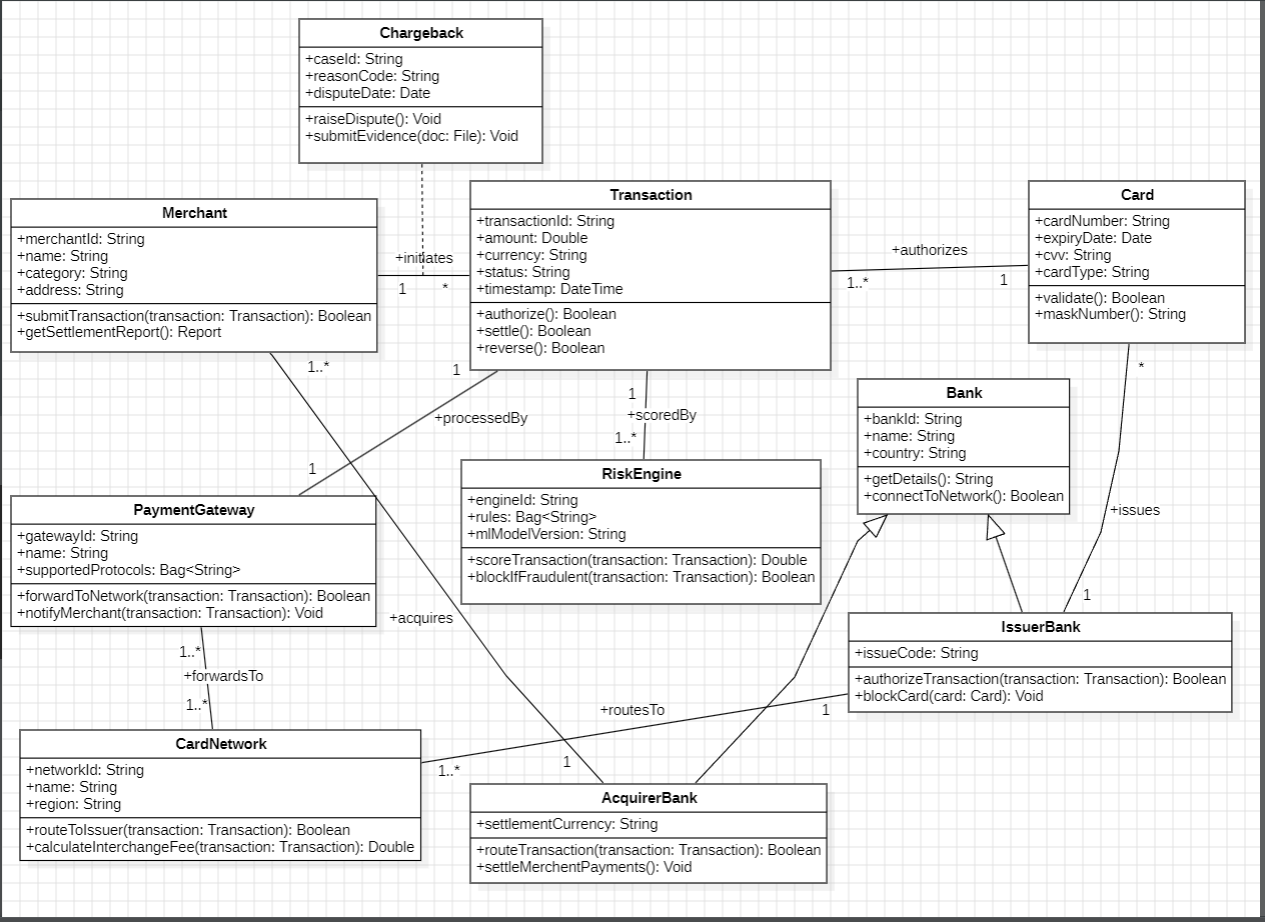 Chargeback
+caseId: String
+reasonCode: String
+disputeDate: Date
+raiseDispute(): Void
+submitEvidence(doc: File): Void
Merchant
+merchantId: String
+name: String
+category: String
+address: String
+submitTransaction(transaction: Transaction): Boolean
+getSettlementReport(): Report
+initiates
1
*
Transaction
+transactionId: String
+amount: Double
+currency: String
+status: String
+timestamp: DateTime
+authorize(): Boolean
+settle(): Boolean
+reverse(): Boolean
+authorizes
1..*
1
Card
+cardNumber: String
+expiryDate: Date
+cvv: String
+cardType: String
+validate(): Boolean
+maskNumber(): String
1..*
1
+processedBy
1
1
+scoredBy
1..*
*
Bank
+bankId: String
+name: String
+country: String
+getDetails(): String
+connectToNetwork(): Boolean
RiskEngine
+engineId: String
+rules: Bag<String>
+mlModelVersion: String
+scoreTransaction(transaction: Transaction): Double
+blockIfFraudulent(transaction: Transaction): Boolean
PaymentGateway
+gatewayId: String
+name: String
+supportedProtocols: Bag<String>
+forwardToNetwork(transaction: Transaction): Boolean
+notifyMerchant(transaction: Transaction): Void
+issues
1
+acquires
IssuerBank
+issueCode: String
+authorizeTransaction(transaction: Transaction): Boolean
+blockCard(card: Card): Void
1..*
+forwardsTo
1..*
+routesTo
1
1..*
1
CardNetwork
+networkId: String
+name: String
+region: String
+routeToIssuer(transaction: Transaction): Boolean
+calculateInterchangeFee(transaction: Transaction): Double
AcquirerBank
+settlementCurrency: String
+routeTransaction(transaction: Transaction): Boolean
+settleMerchentPayments(): Void